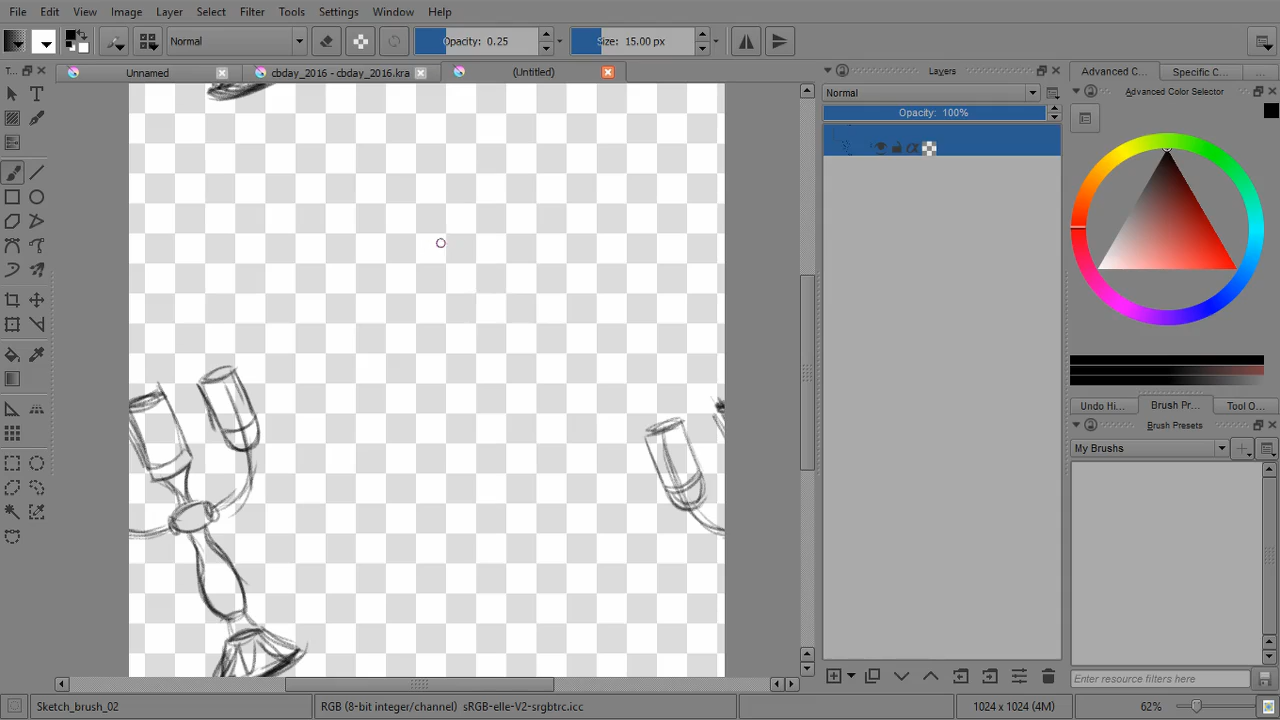 File Edit View Image Layer Select Filter Tools Settings Window Help
Normal Opacity: 0.25 Size: 15.00 px
T... Unnamed cbday_2016 - cbday_2016.kra (Untitled) Layers Advanced C... Specific C... ...
Normal Advanced Color Selector
Opacity: 100%
Undo Hi... Brush Pr... Tool O...
Brush Presets
My Brushes
Enter resource filters here
Sketch_brush_02 RGB (8-bit integer/channel) sRGB-elle-V2-srgbtrc.icc 1024 x 1024 (4M) 62%